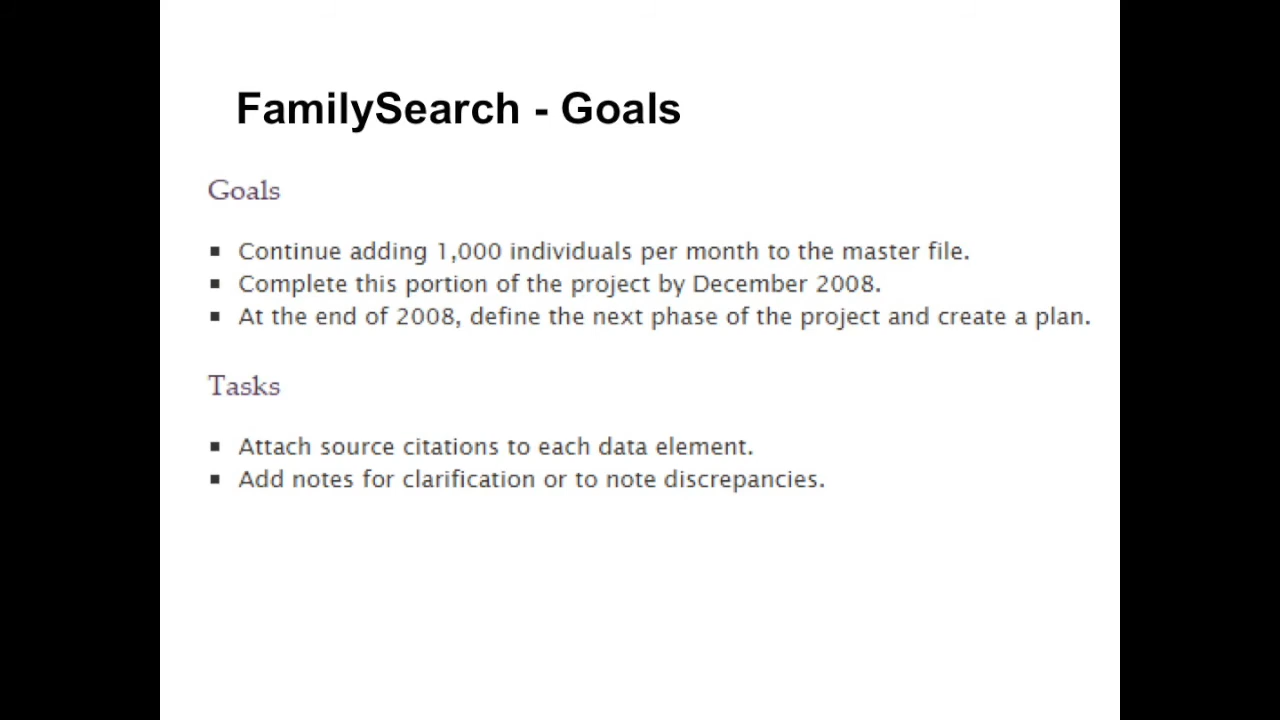 FamilySearch - Goals
Goals
▪ Continue adding 1,000 individuals per month to the master file.
▪ Complete this portion of the project by December 2008.
▪ At the end of 2008, define the next phase of the project and create a plan.
Tasks
▪ Attach source citations to each data element.
▪ Add notes for clarification or to note discrepancies.